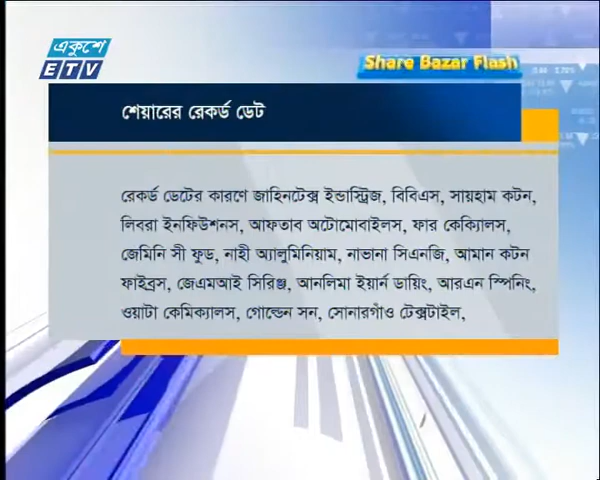 একুশে
ETV
Share Bazar Flash
শেয়ারের রেকর্ড ডেট
রেকর্ড ডেটের কারণে জাহিনটেক্স ইন্ডাস্ট্রিজ, বিবিএস, সায়হাম কটন,
লিবরা ইনফিউশনস, আফতাব অটোমোবাইলস, ফার কেক্যিালস,
জেমিনি সী ফুড, নাহী অ্যালুমিনিয়াম, নাভানা সিএনজি, আমান কটন
ফাইব্রস, জেএমআই সিরিঞ্জ, আনলিমা ইয়ার্ন ডায়িং, আরএন স্পিনিং,
ওয়াটা কেমিক্যালস, গোল্ডেন সন, সোনারগাঁও টেক্সটাইল,